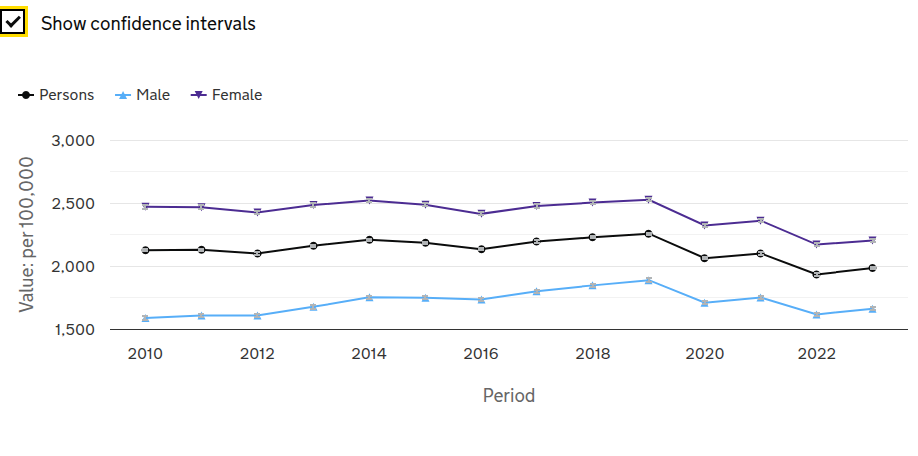 Show confidence intervals
Persons Male Female
Value: per 100,000
3,000
2,500
2,000
1,500
2010 2012 2014 2016 2018 2020 2022
Period